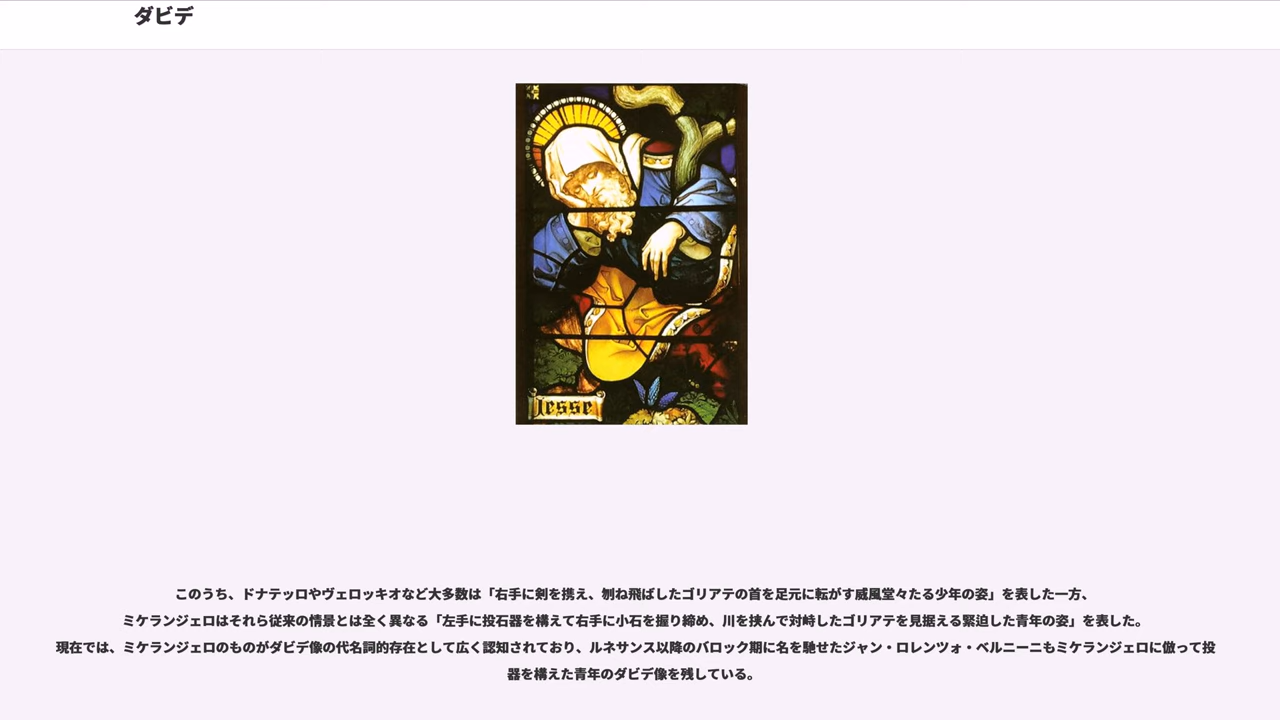 ダビデ
Jesse
このうち、ドナテッロやヴェロッキオなど大多数は「右手に剣を携え、刎ね飛ばしたゴリアテの首を足元に転がす威風堂々たる少年の姿」を表した一方、
ミケランジェロはそれら従来の情景とは全く異なる「左手に投石器を構えて右手に小石を握り締め、川を挟んで対峙したゴリアテを見据える緊迫した青年の姿」を表した。
現在では、ミケランジェロのものがダビデ像の代名詞的存在として広く認知されており、ルネサンス以降のバロック期に名を馳せたジャン・ロレンツォ・ベルニーニもミケランジェロに倣って投
器を構えた青年のダビデ像を残している。